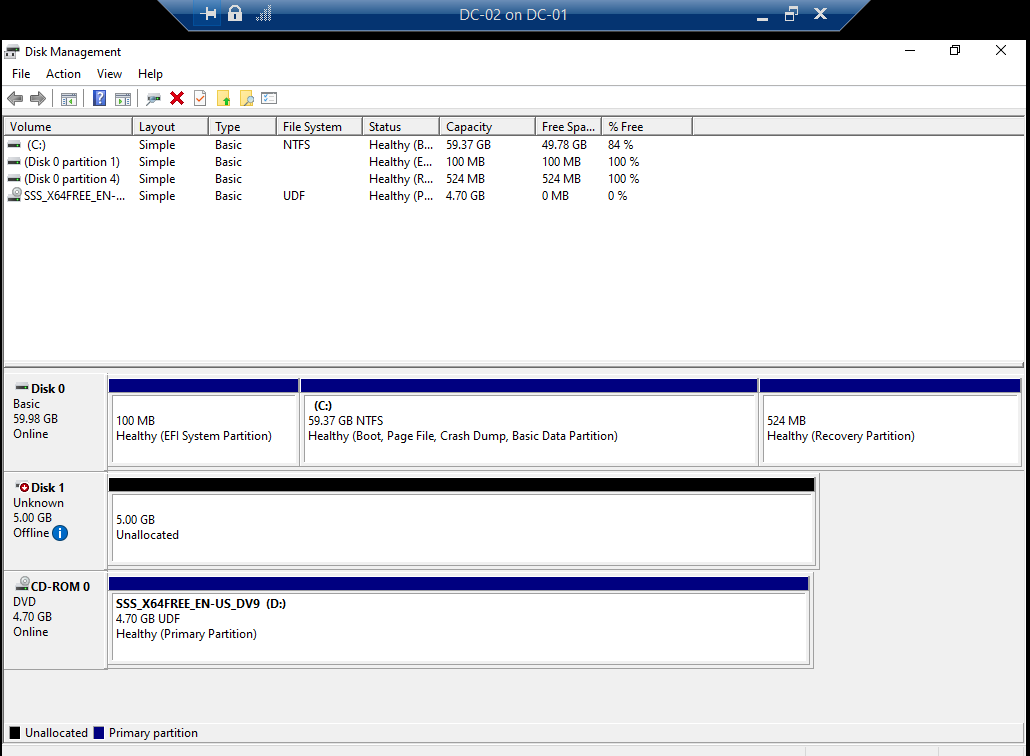 DC-02 on DC-01
Disk Management
File Action View Help
Volume Layout Type File System Status Capacity Free Spa... % Free
(C:) Simple Basic NTFS Healthy (B... 59.37 GB 49.78 GB 84 %
(Disk 0 partition 1) Simple Basic Healthy (E... 100 MB 100 MB 100 %
(Disk 0 partition 4) Simple Basic Healthy (R... 524 MB 524 MB 100 %
SSS_X64FREE_EN-... Simple Basic UDF Healthy (P... 4.70 GB 0 MB 0 %
Disk 0
Basic
59.98 GB
Online
100 MB
Healthy (EFI System Partition)
(C:)
59.37 GB NTFS
Healthy (Boot, Page File, Crash Dump, Basic Data Partition)
524 MB
Healthy (Recovery Partition)
Disk 1
Unknown
5.00 GB
Offline
5.00 GB
Unallocated
CD-ROM 0
DVD
4.70 GB
Online
SSS_X64FREE_EN-US_DV9 (D:)
4.70 GB UDF
Healthy (Primary Partition)
Unallocated Primary partition